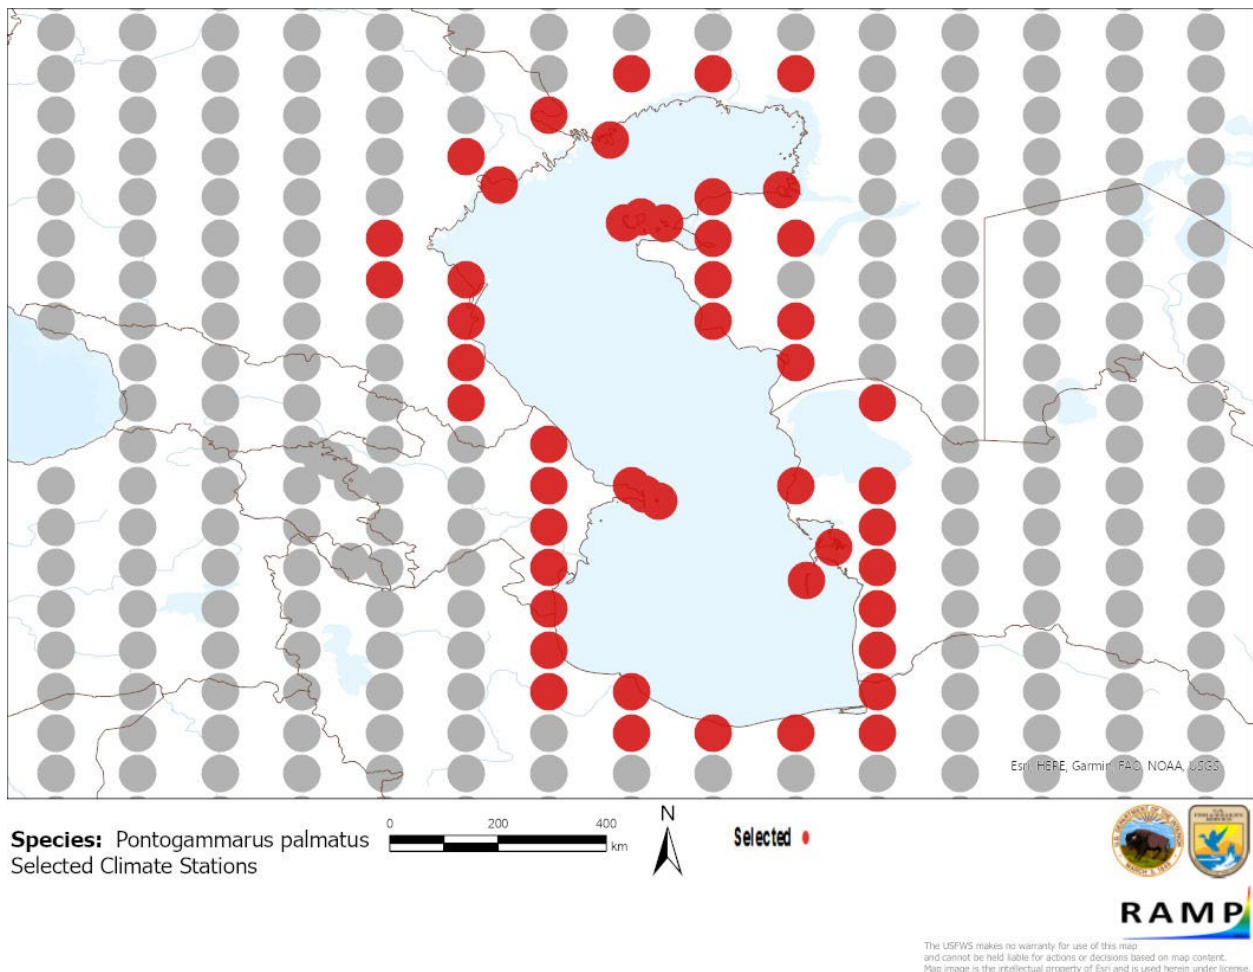 Esri, HERE, Garmin, FAO, NOAA, USGS
Species: Pontogammarus palmatus
Selected Climate Stations
0 200 400
km
N
Selected
RAMP
The USFWS makes no warranty for use of this map
and cannot be held liable for actions or decisions based on map content.
Map image is the intellectual property of Esri and is used herein under license.